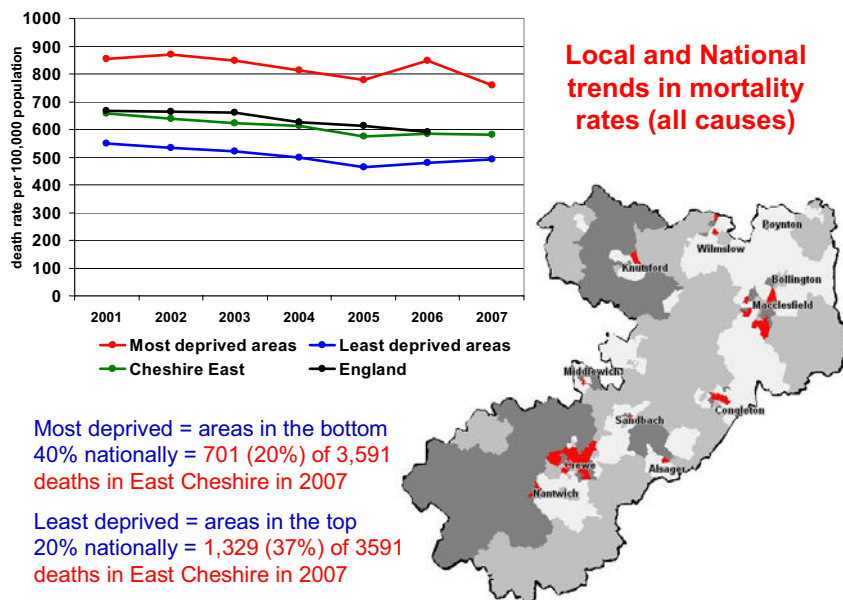 Local and National
trends in mortality
rates (all causes)
death rate per 100,000 population
1000
900
800
700
600
500
400
300
200
100
0
2001 2002 2003 2004 2005 2006 2007
Most deprived areas Least deprived areas
Cheshire East England
Most deprived = areas in the bottom
40% nationally = 701 (20%) of 3,591
deaths in East Cheshire in 2007
Least deprived = areas in the top
20% nationally = 1,329 (37%) of 3591
deaths in East Cheshire in 2007
Poynton
Wilmslow
Knutsford
Bollington
Macclesfield
Middlewich
Congleton
Sandbach
Crewe
Alsager
Nantwich